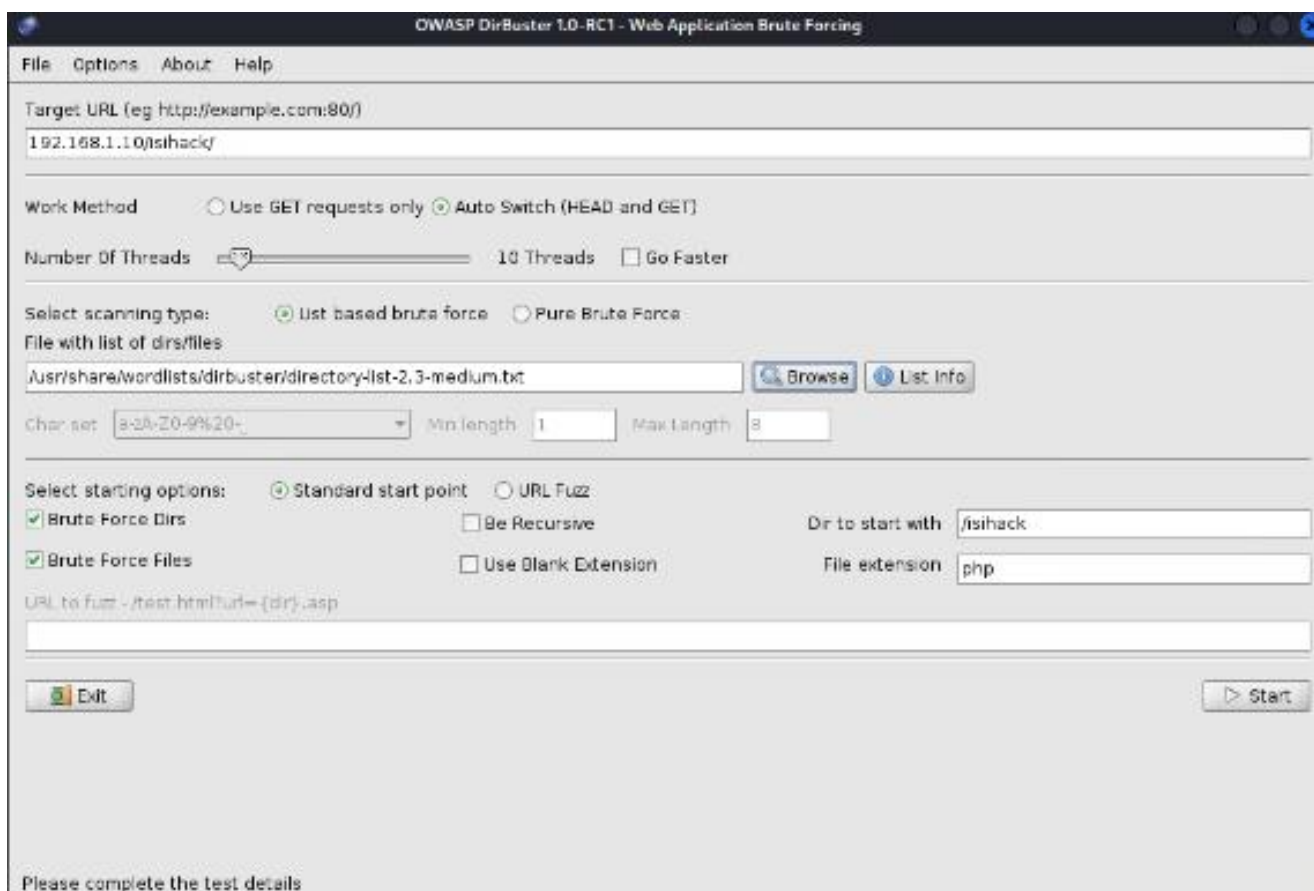 OWASP DirBuster 1.0-RC1 - Web Application Brute Forcing
File Options About Help
Target URL (eg http://example.com:80/)
192.168.1.10/isihack/
Work Method Use GET requests only Auto Switch (HEAD and GET)
Number Of Threads 10 Threads Go Faster
Select scanning type: List based brute force Pure Brute Force
File with list of dirs/files
/usr/share/wordlists/dirbuster/directory-list-2.3-medium.txt Browse List Info
Char set a-zA-Z0-9%20-_ Min length 1 Max Length 8
Select starting options: Standard start point URL Fuzz
Brute Force Dirs Be Recursive Dir to start with /isihack
Brute Force Files Use Blank Extension File extension php
URL to fuzz - /test.html?url={dir}.asp
Exit Start
Please complete the test details